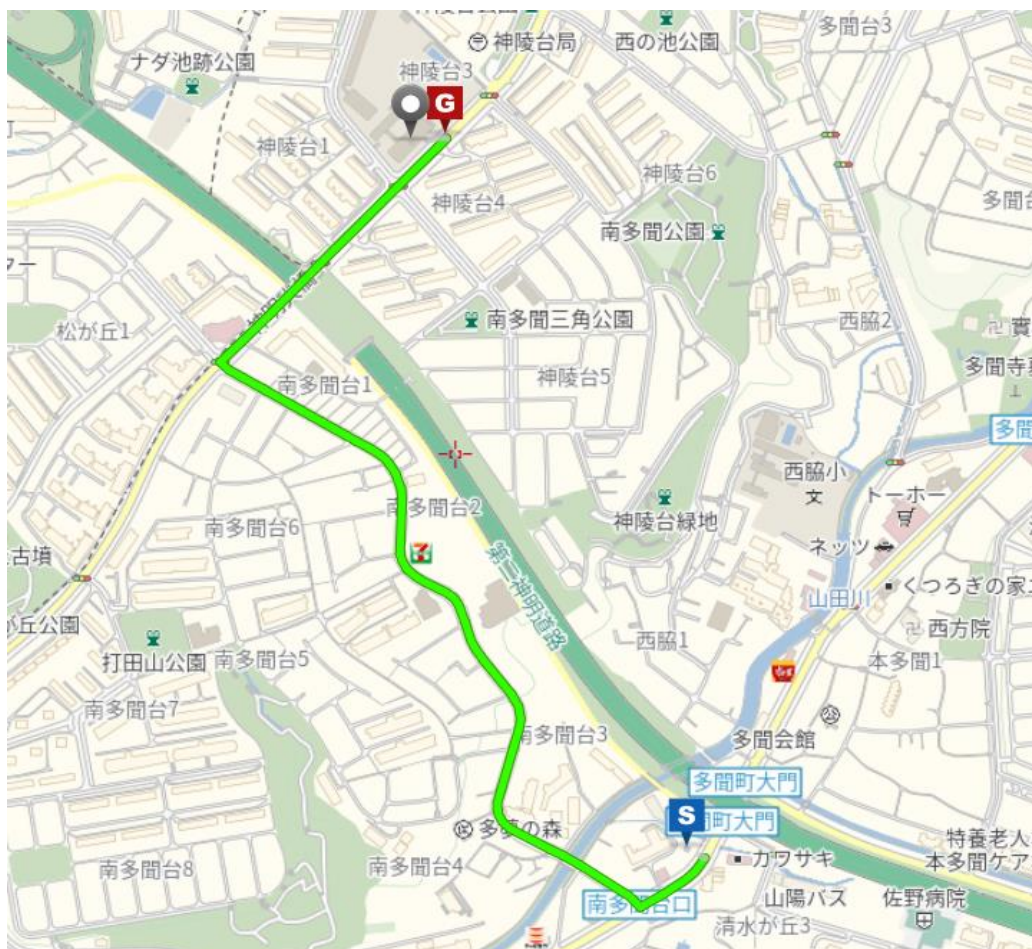 神陵台局
西の池公園
多聞台3
ナダ池跡公園
神陵台3
G
神陵台1
神陵台6
神陵台4
南多聞公園
松が丘1
南多聞三角公園
西脇2
南多聞台1
神陵台5
多聞寺
西脇小
文
トーホー
南多聞台2
神陵台緑地
南多聞台6
ネッツ
7
第二神明道路
山田川
くつろぎの家
西方院
打田山公園
南多聞台5
西脇1
本多聞1
南多聞台7
南多聞台3
多聞会館
多聞町大門
S
多夢の森
カワサキ
特養老人
本多聞ケア
南多聞台8
南多聞台4
南多聞台口
山陽バス
佐野病院
清水が丘3